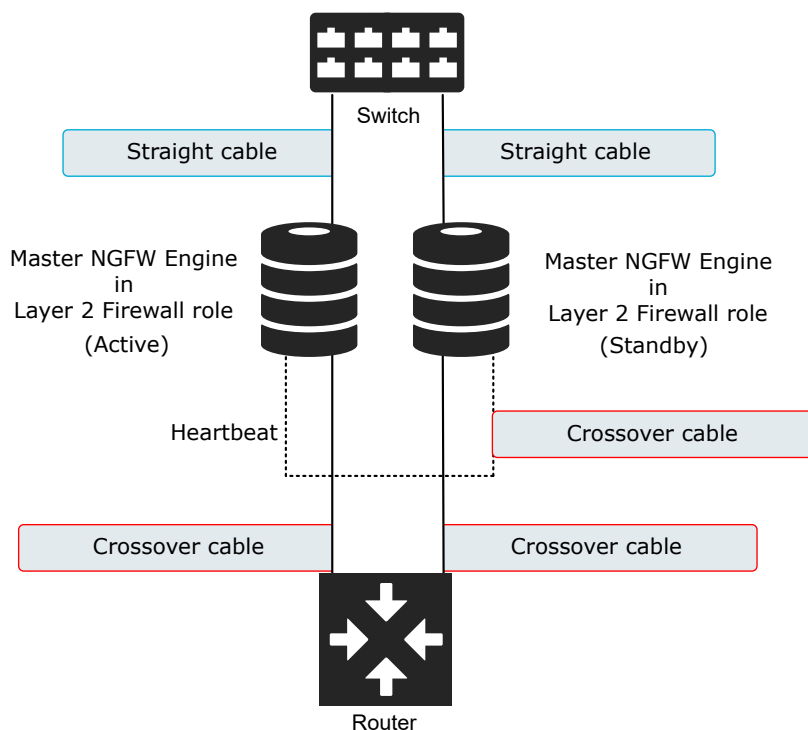 Switch
Straight cable
Straight cable
Master NGFW Engine
in
Layer 2 Firewall role
(Active)
Master NGFW Engine
in
Layer 2 Firewall role
(Standby)
Heartbeat
Crossover cable
Crossover cable
Crossover cable
Router